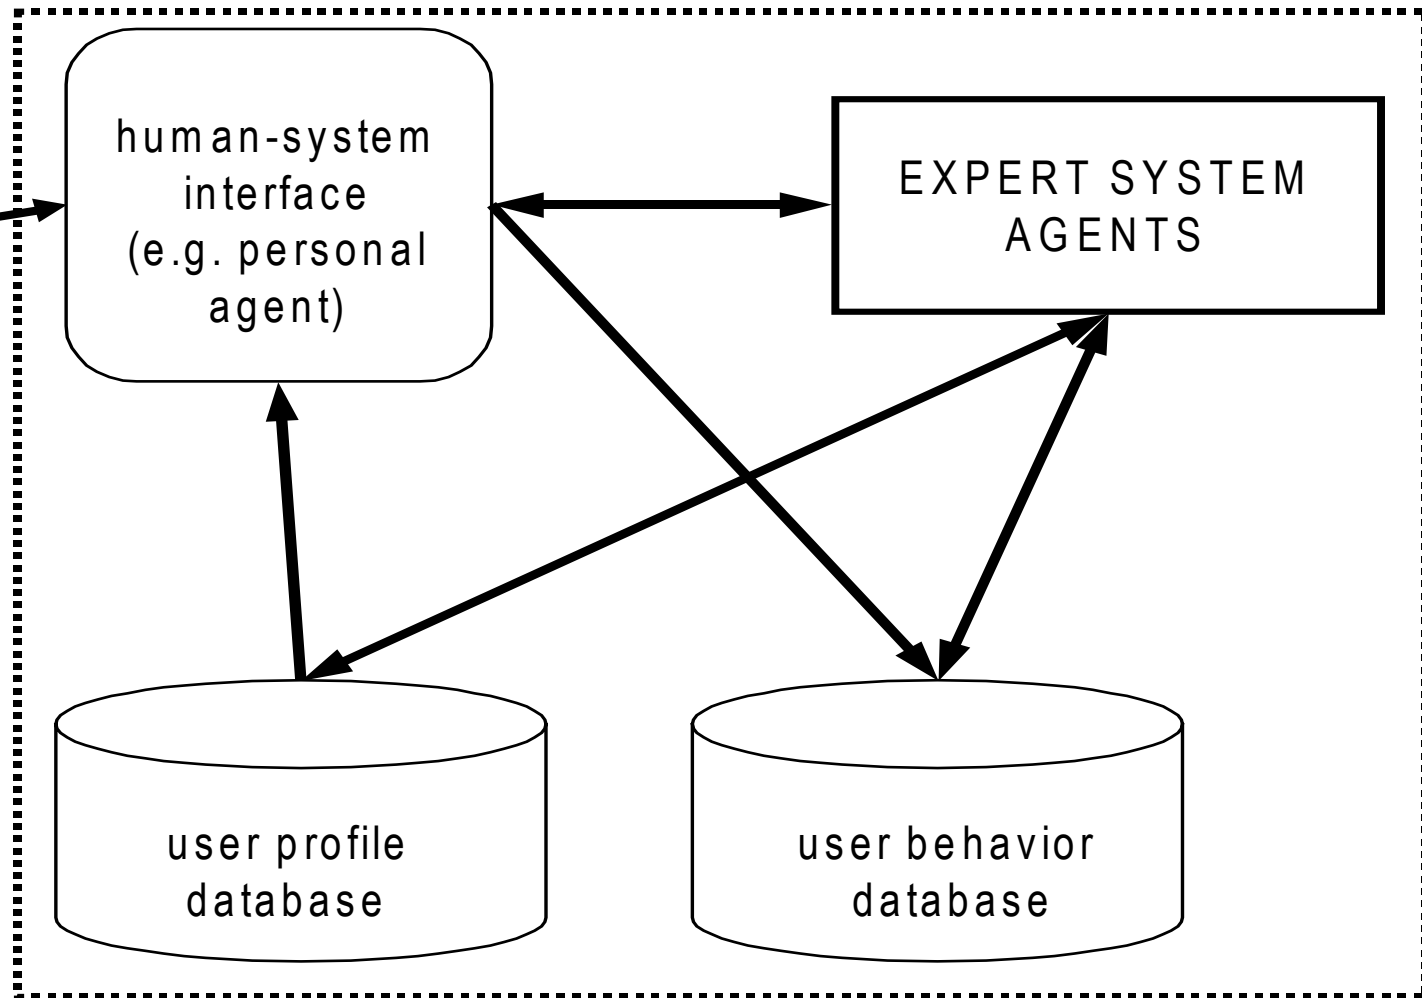 human-system
interface
(e.g. personal
agent)
EXPERT SYSTEM
AGENTS
user profile
database
user behavior
database